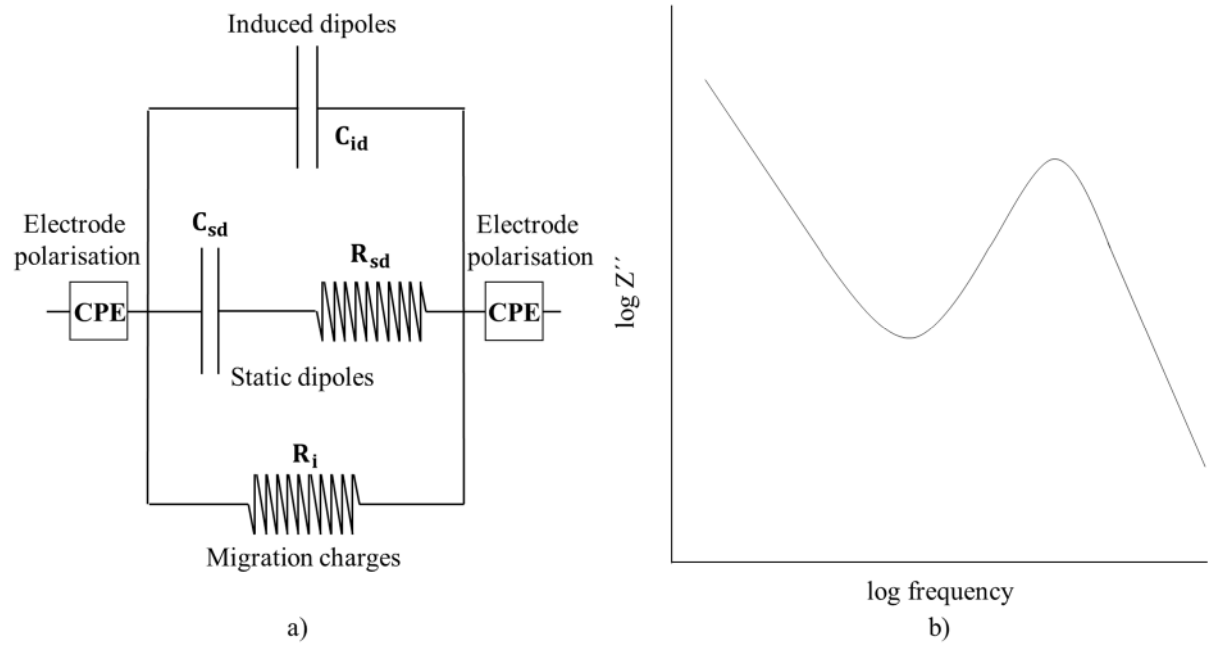 Induced dipoles
C_id
C_sd
Electrode
polarisation
R_sd
Electrode
polarisation
CPE
CPE
Static dipoles
R_i
Migration charges
a)
log Z´´
log frequency
b)